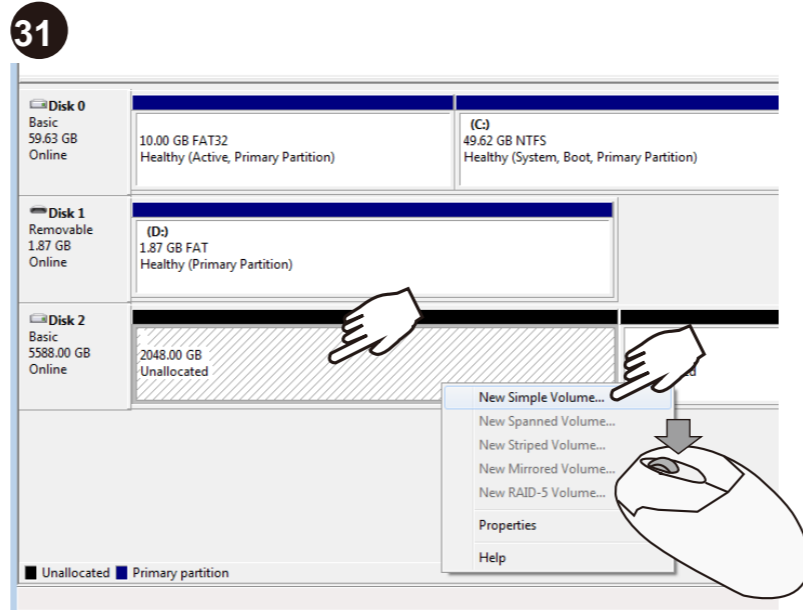 31
Disk 0
Basic
59.63 GB
Online
10.00 GB FAT32
Healthy (Active, Primary Partition)
(C:)
49.62 GB NTFS
Healthy (System, Boot, Primary Partition)
Disk 1
Removable
1.87 GB
Online
(D:)
1.87 GB FAT
Healthy (Primary Partition)
Disk 2
Basic
5588.00 GB
Online
2048.00 GB
Unallocated
New Simple Volume...
New Spanned Volume...
New Striped Volume...
New Mirrored Volume...
New RAID-5 Volume...
Properties
Help
Unallocated
Primary partition